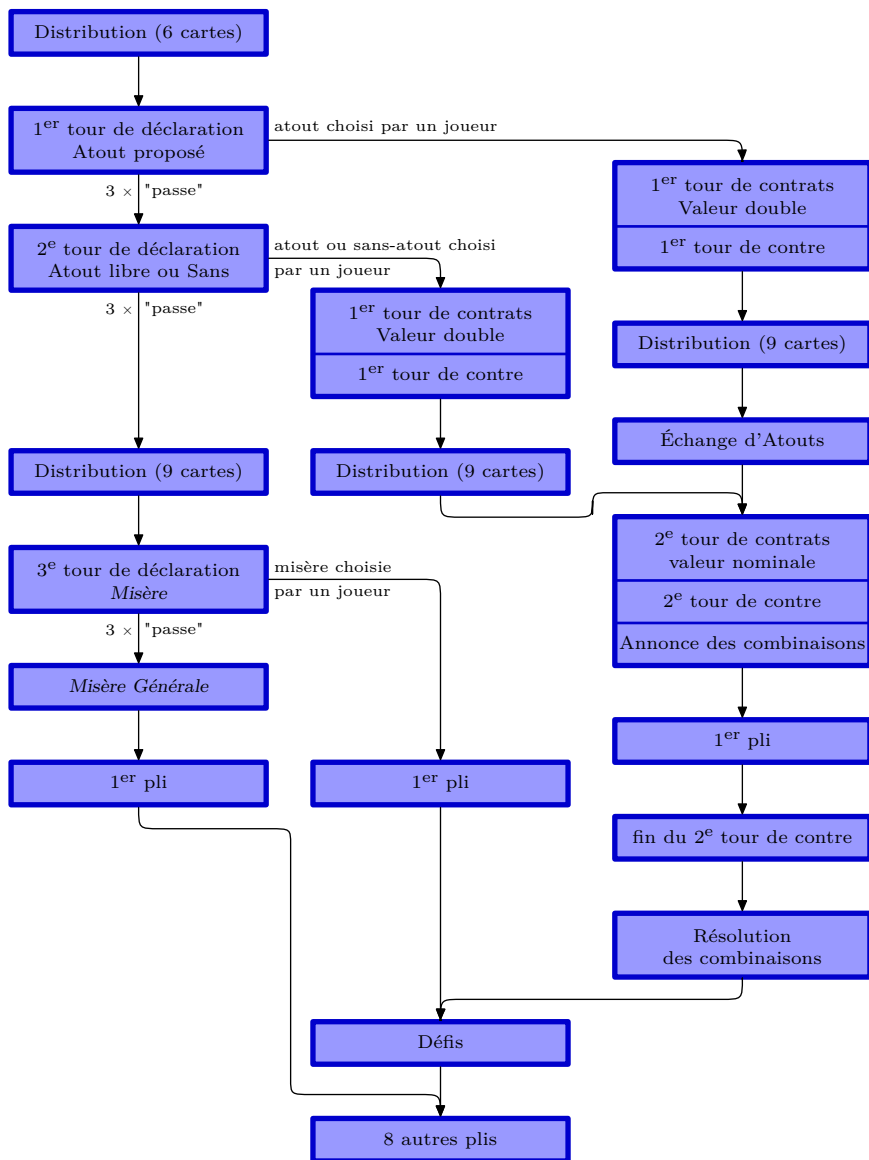 Distribution (6 cartes)
1er tour de déclaration
Atout proposé
atout choisi par un joueur
3 × "passe"
1er tour de contrats
Valeur double
1er tour de contre
2e tour de déclaration
Atout libre ou Sans
atout ou sans-atout choisi
par un joueur
3 × "passe"
1er tour de contrats
Valeur double
1er tour de contre
Distribution (9 cartes)
Échange d'Atouts
Distribution (9 cartes)
Distribution (9 cartes)
2e tour de contrats
valeur nominale
2e tour de contre
Annonce des combinaisons
3e tour de déclaration
Misère
misère choisie
par un joueur
3 × "passe"
Misère Générale
1er pli
1er pli
1er pli
fin du 2e tour de contre
Résolution
des combinaisons
Défis
8 autres plis